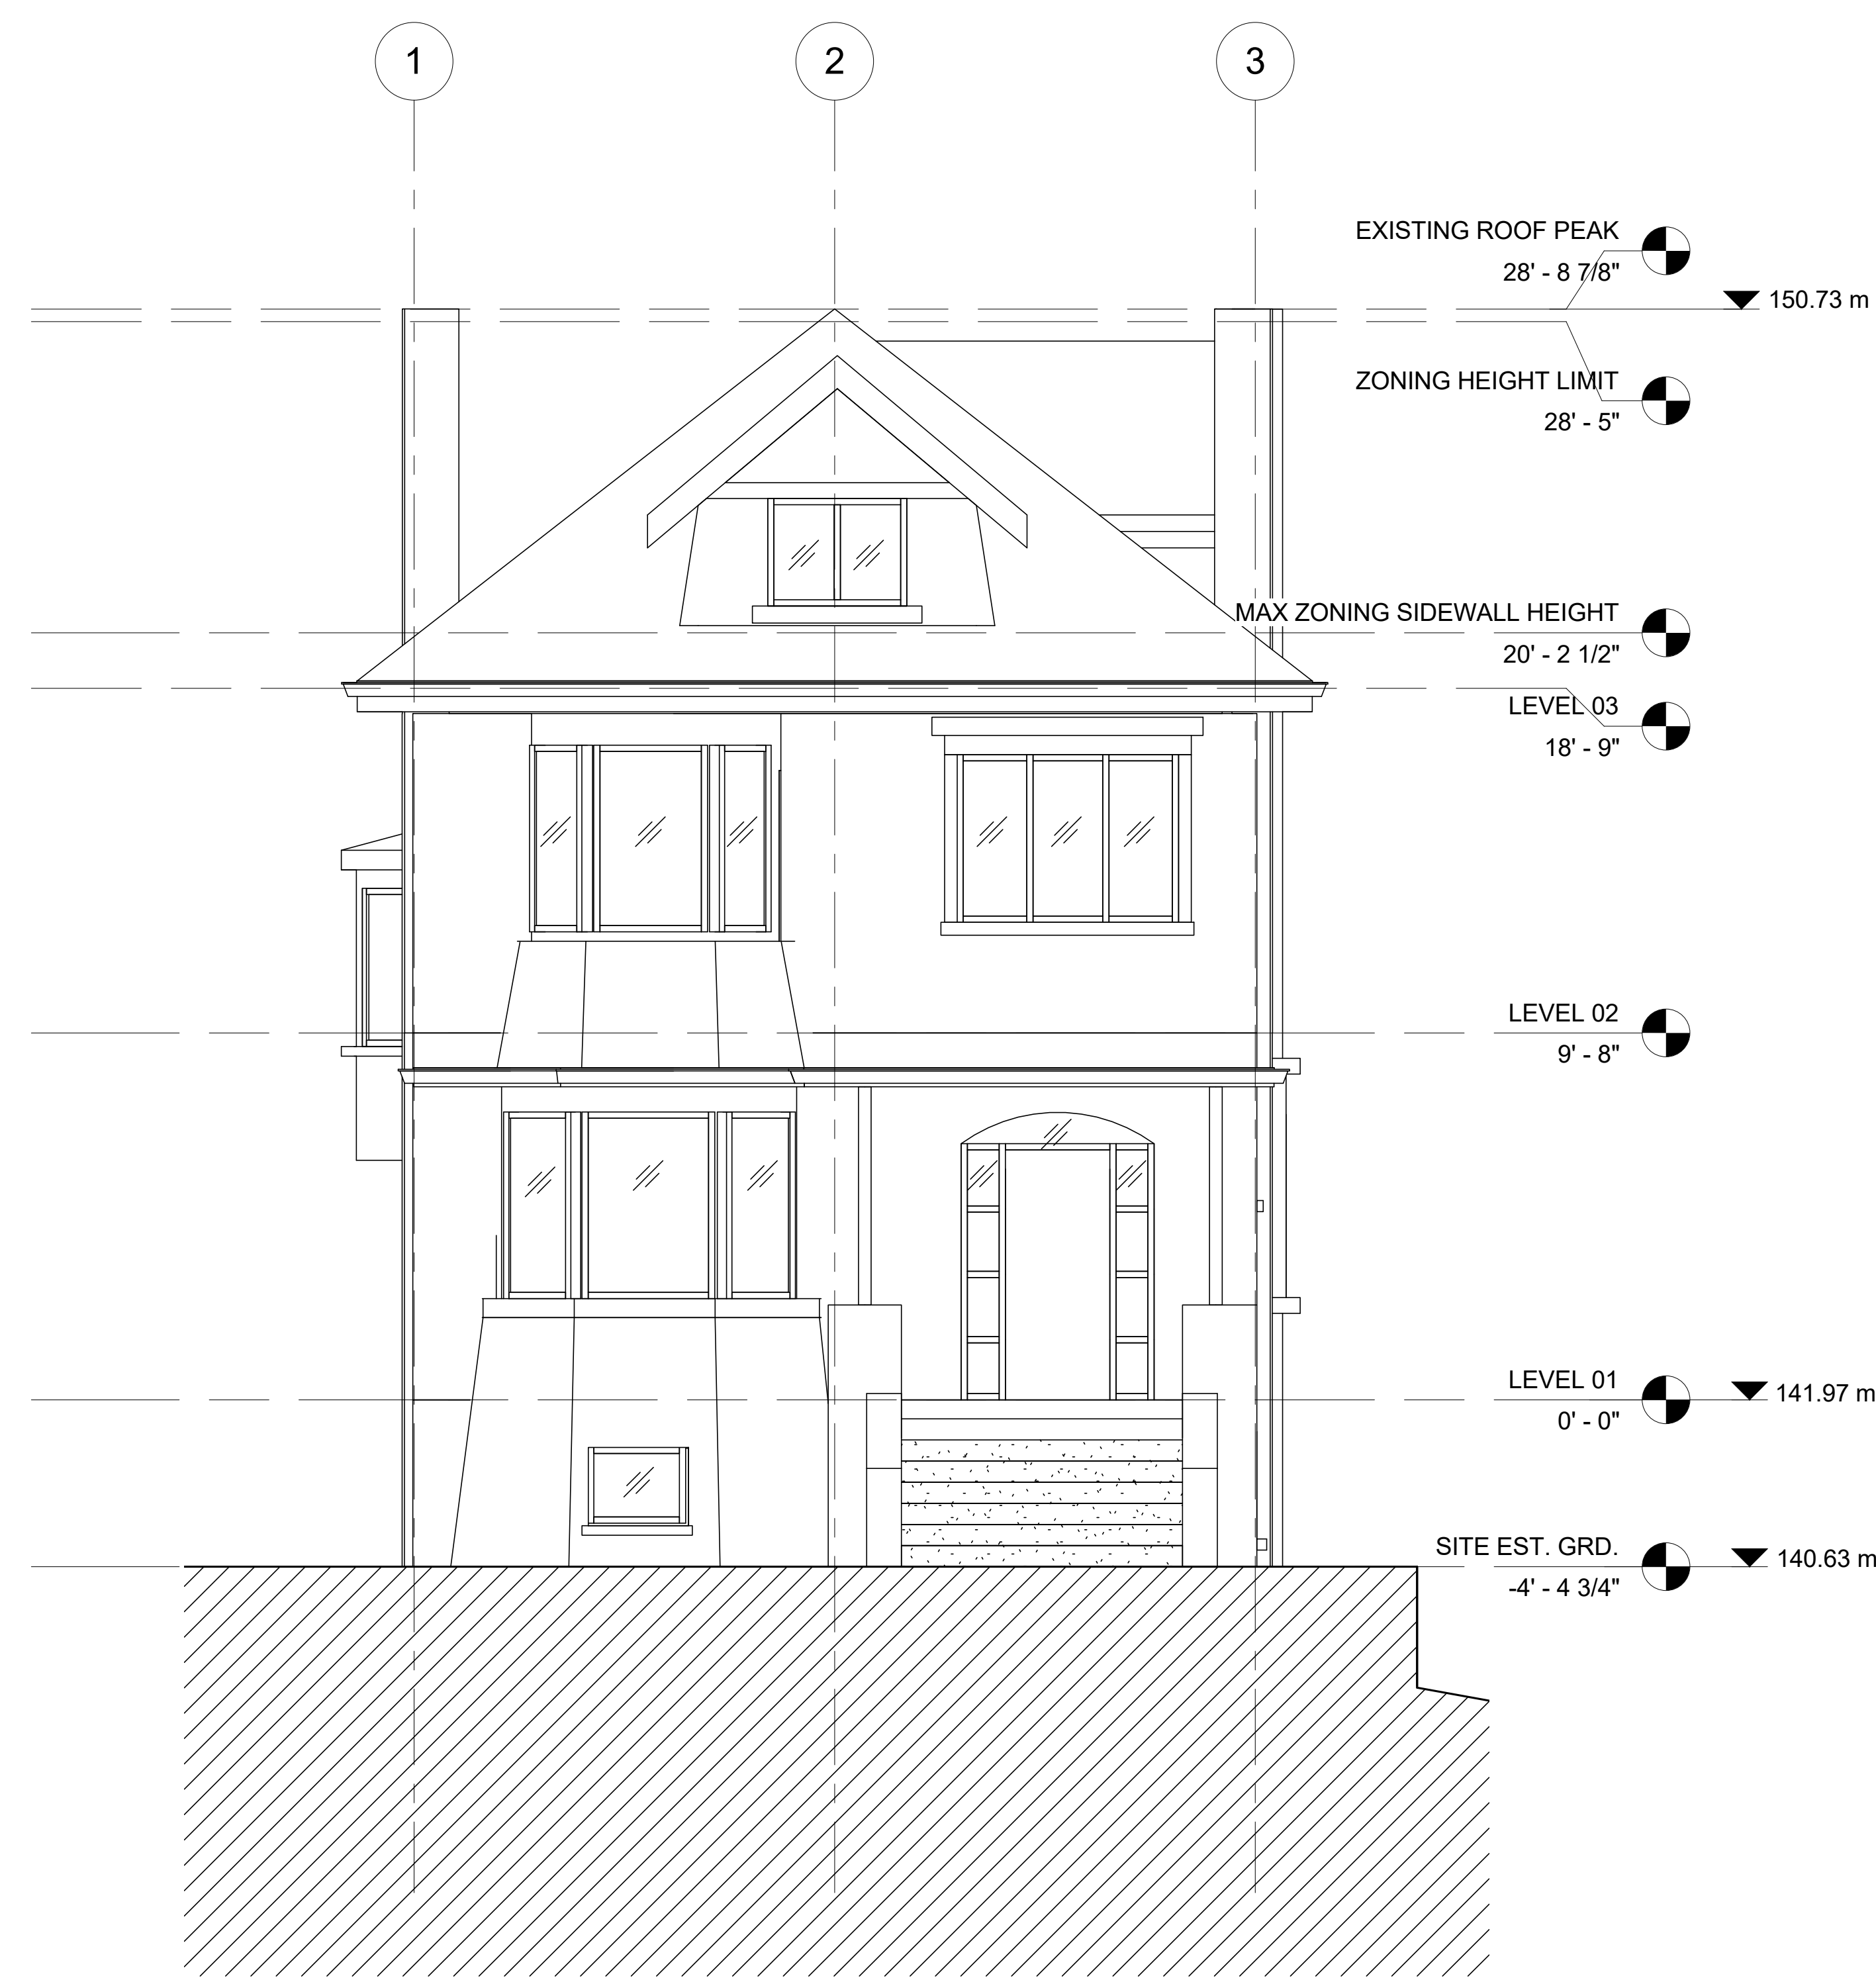 1
2
3
EXISTING ROOF PEAK
28' - 8 7/8"
150.73 m
ZONING HEIGHT LIMIT
28' - 5"
MAX ZONING SIDEWALL HEIGHT
20' - 2 1/2"
LEVEL 03
18' - 9"
LEVEL 02
9' - 8"
LEVEL 01
141.97 m
0' - 0"
SITE EST. GRD.
140.63 m
-4' - 4 3/4"